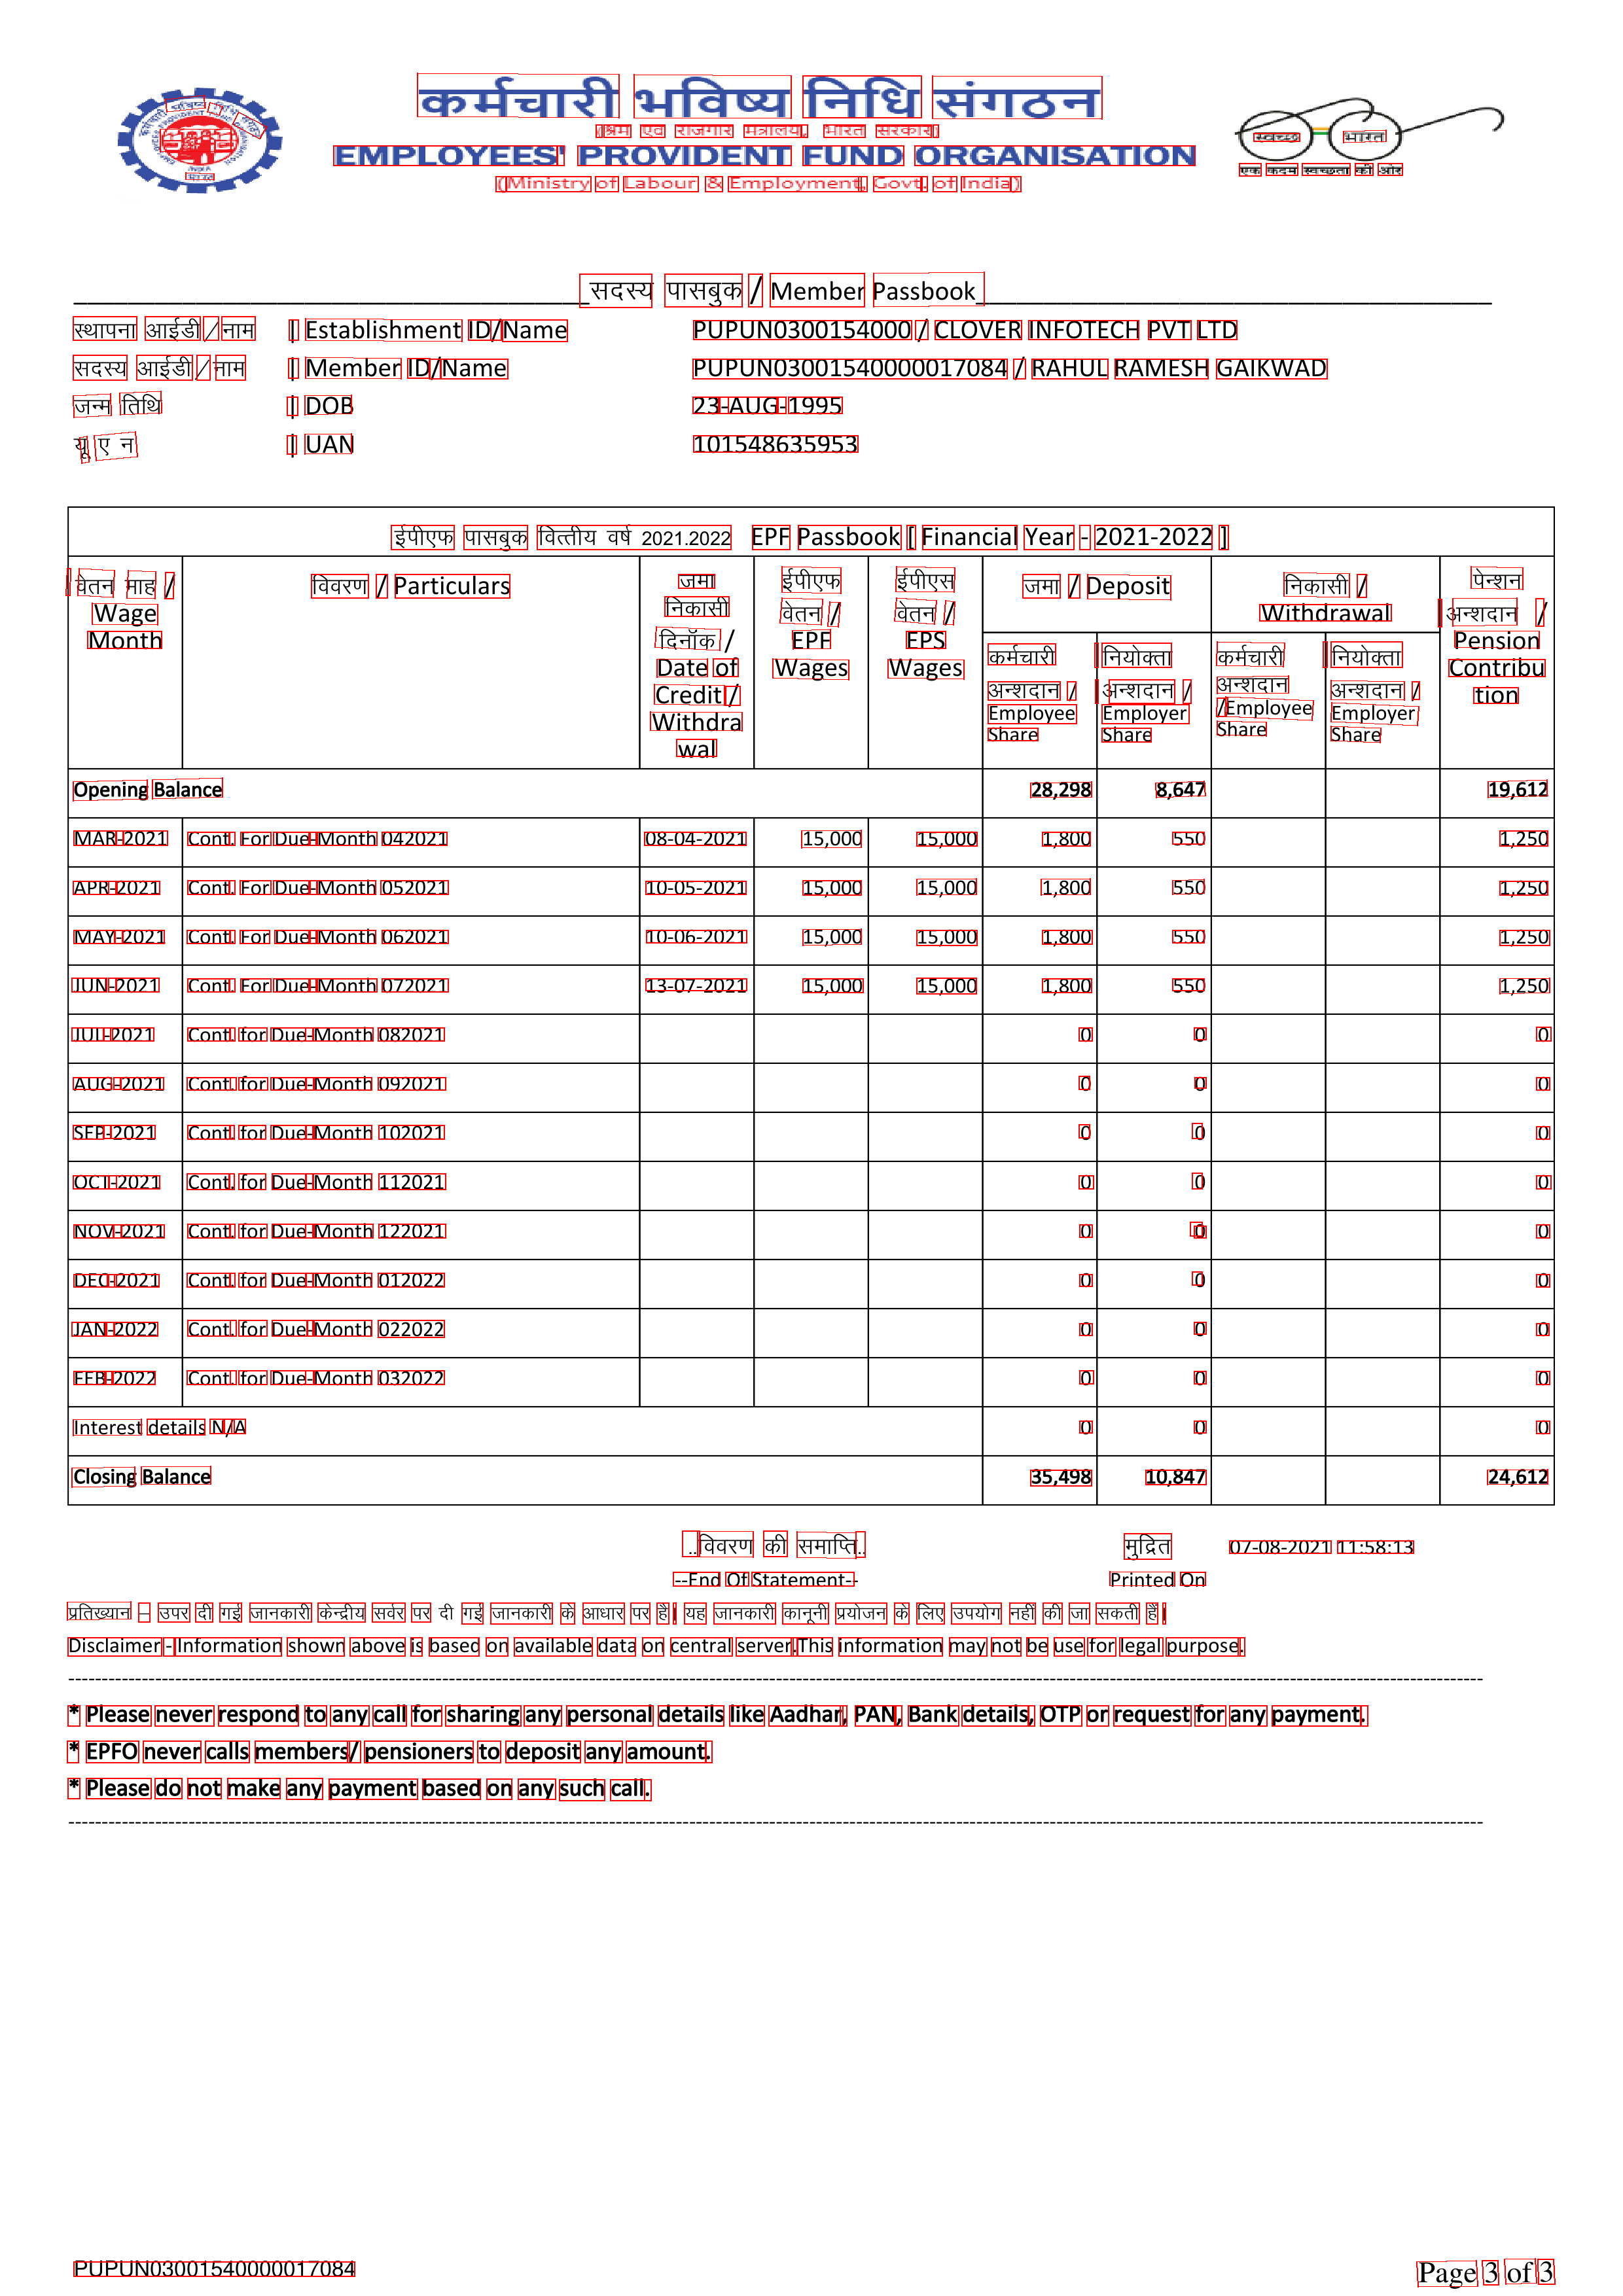 कर्मचारी भविष्य निधि संगठन
(श्रम एवं रोजगार मंत्रालय, भारत सरकार)
EMPLOYEES' PROVIDENT FUND ORGANISATION
(Ministry of Labour & Employment, Govt. of India)
स्वच्छ भारत
एक कदम स्वच्छता की ओर
सदस्य पासबुक / Member Passbook
स्थापना आईडी/नाम | Establishment ID/Name PUPUN0300154000 / CLOVER INFOTECH PVT LTD
सदस्य आईडी/नाम | Member ID/Name PUPUN03001540000017084 / RAHUL RAMESH GAIKWAD
जन्म तिथि | DOB 23-AUG-1995
यू ए न | UAN 101548635953
ईपीएफ पासबुक वित्तीय वर्ष 2021.2022 EPF Passbook [ Financial Year - 2021-2022 ]
वेतन माह / Wage Month
विवरण / Particulars
जमा निकासी दिनॉक / Date of Credit / Withdrawal
ईपीएफ वेतन / EPF Wages
ईपीएस वेतन / EPS Wages
जमा / Deposit
निकासी / Withdrawal
पेन्शन अन्शदान / Pension Contribution
कर्मचारी अन्शदान / Employee Share
नियोक्ता अन्शदान / Employer Share
कर्मचारी अन्शदान /Employee Share
नियोक्ता अन्शदान / Employer Share
Opening Balance 28,298 8,647 19,612
MAR-2021 Cont. For Due-Month 042021 08-04-2021 15,000 15,000 1,800 550 1,250
APR-2021 Cont. For Due-Month 052021 10-05-2021 15,000 15,000 1,800 550 1,250
MAY-2021 Cont. For Due-Month 062021 10-06-2021 15,000 15,000 1,800 550 1,250
JUN-2021 Cont. For Due-Month 072021 13-07-2021 15,000 15,000 1,800 550 1,250
JUL-2021 Cont. for Due-Month 082021 0 0 0
AUG-2021 Cont. for Due-Month 092021 0 0 0
SEP-2021 Cont. for Due-Month 102021 0 0 0
OCT-2021 Cont. for Due-Month 112021 0 0 0
NOV-2021 Cont. for Due-Month 122021 0 0 0
DEC-2021 Cont. for Due-Month 012022 0 0 0
JAN-2022 Cont. for Due-Month 022022 0 0 0
FEB-2022 Cont. for Due-Month 032022 0 0 0
Interest details N/A 0 0 0
Closing Balance 35,498 10,847 24,612
..विवरण की समाप्ति.. मुद्रित 07-08-2021 11:58:13
--End Of Statement-- Printed On
प्रतिख्यान – उपर दी गई जानकारी केन्द्रीय सर्वर पर दी गई जानकारी के आधार पर है। यह जानकारी कानूनी प्रयोजन के लिए उपयोग नहीं की जा सकती हैं।
Disclaimer - Information shown above is based on available data on central server.This information may not be use for legal purpose.
* Please never respond to any call for sharing any personal details like Aadhar, PAN, Bank details, OTP or request for any payment.
* EPFO never calls members/ pensioners to deposit any amount.
* Please do not make any payment based on any such call.
PUPUN03001540000017084 Page 3 of 3